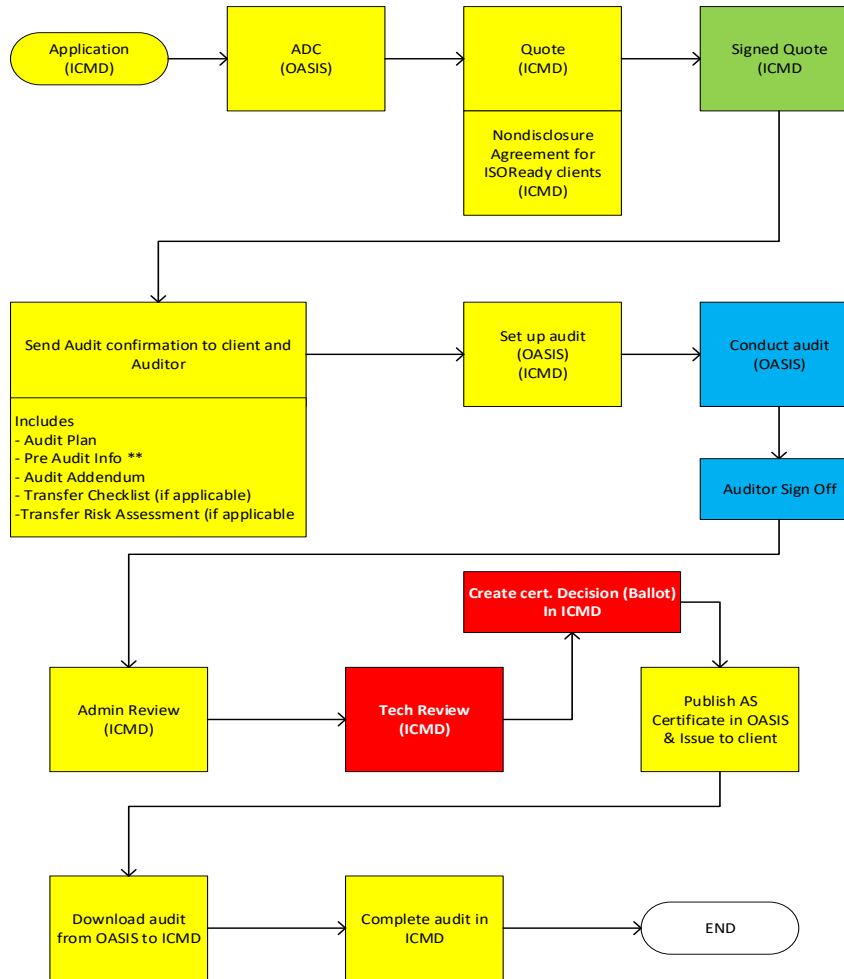 Application
(ICMD)
ADC
(OASIS)
Quote
(ICMD)
Signed Quote
(ICMD
Nondisclosure
Agreement for
ISOReady clients
(ICMD)
Send Audit confirmation to client and
Auditor
Set up audit
(OASIS)
(ICMD)
Conduct audit
(OASIS)
Includes
- Audit Plan
- Pre Audit Info **
- Audit Addendum
- Transfer Checklist (if applicable)
-Transfer Risk Assessment (if applicable
Auditor Sign Off
Create cert. Decision (Ballot)
In ICMD
Admin Review
(ICMD)
Tech Review
(ICMD)
Publish AS
Certificate in OASIS
& Issue to client
Download audit
from OASIS to ICMD
Complete audit in
ICMD
END